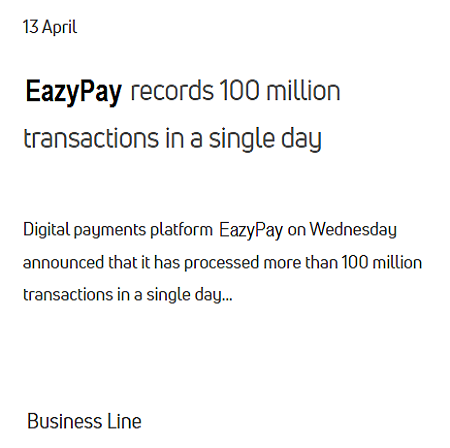 13 April
EazyPay records 100 million
transactions in a single day
Digital payments platform EazyPay on Wednesday
announced that it has processed more than 100 million
transactions in a single day...
Business Line